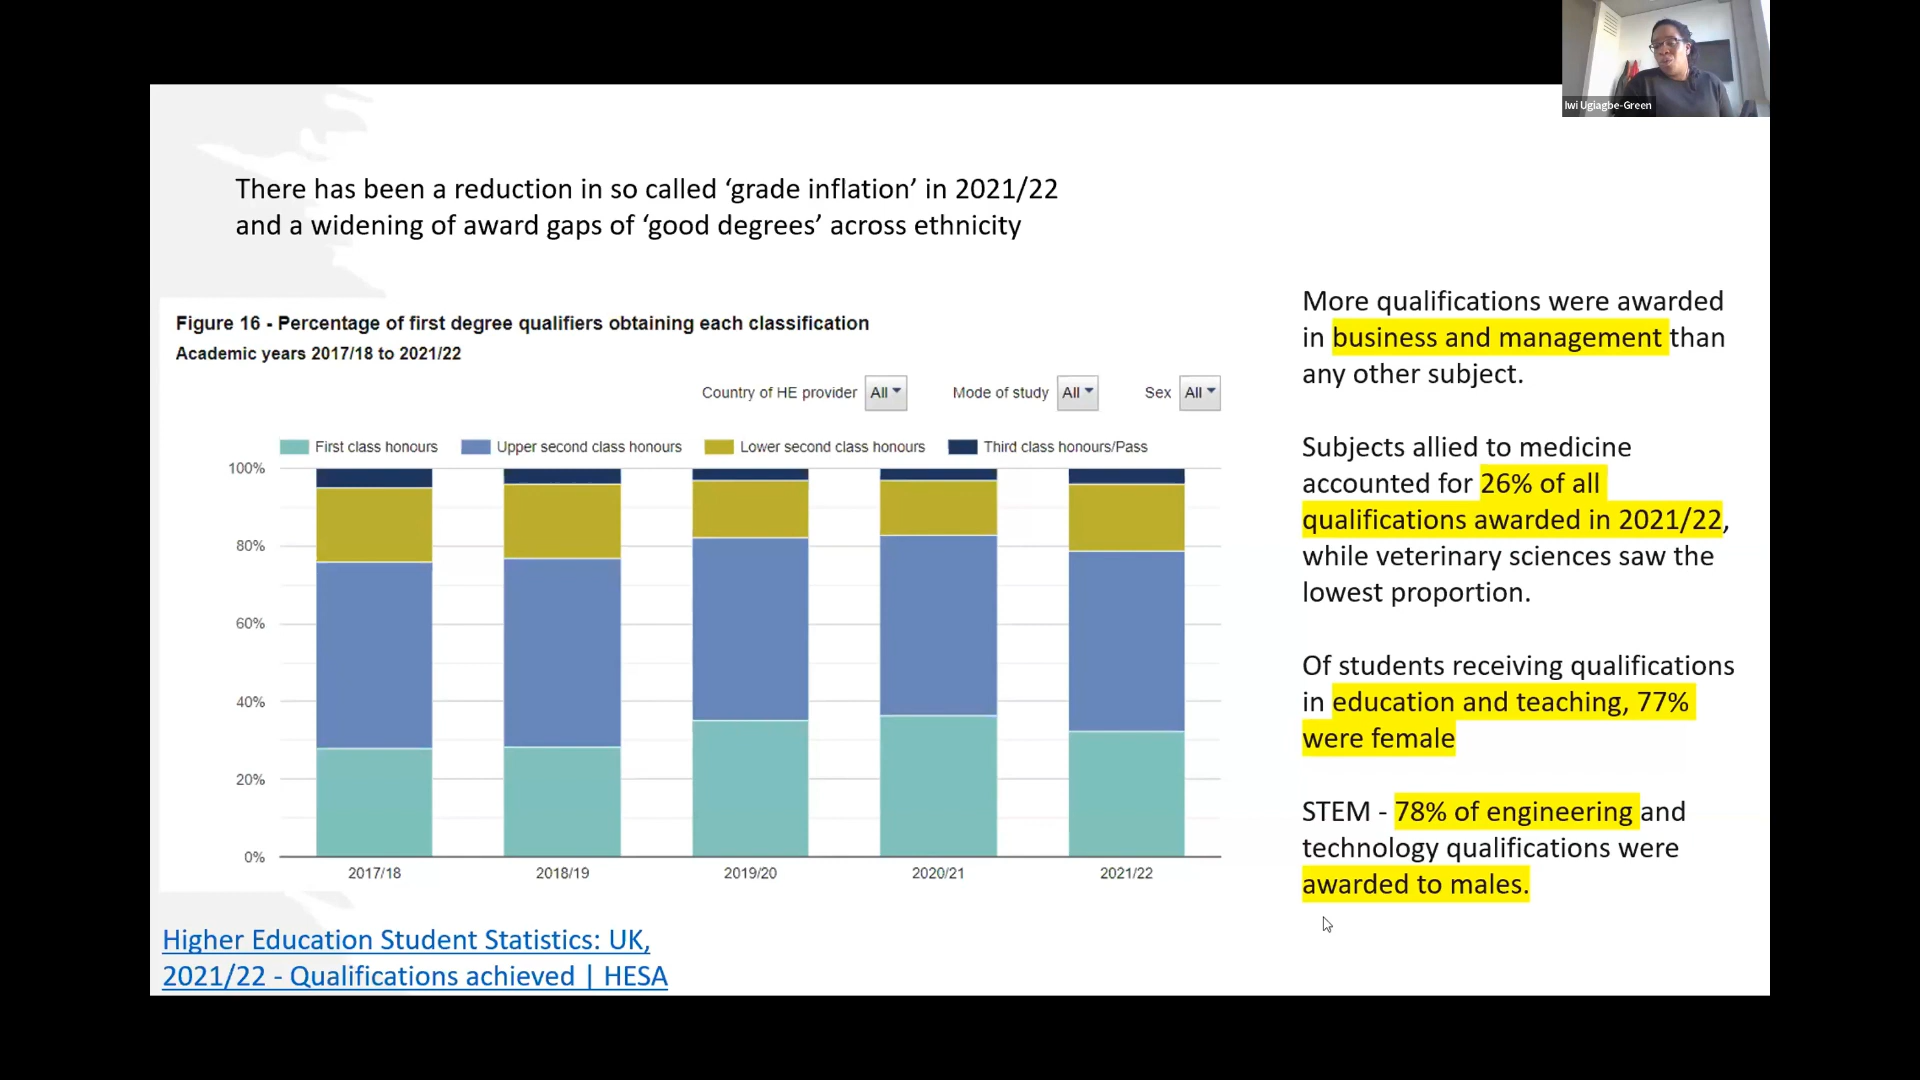 Iwi Ugiagbe-Green
There has been a reduction in so called ‘grade inflation’ in 2021/22
and a widening of award gaps of ‘good degrees’ across ethnicity
Figure 16 - Percentage of first degree qualifiers obtaining each classification
Academic years 2017/18 to 2021/22
Country of HE provider All Mode of study All Sex All
First class honours Upper second class honours Lower second class honours Third class honours/Pass
100%
80%
60%
40%
20%
0%
2017/18 2018/19 2019/20 2020/21 2021/22
More qualifications were awarded
in business and management than
any other subject.
Subjects allied to medicine
accounted for 26% of all
qualifications awarded in 2021/22,
while veterinary sciences saw the
lowest proportion.
Of students receiving qualifications
in education and teaching, 77%
were female
STEM - 78% of engineering and
technology qualifications were
awarded to males.
Higher Education Student Statistics: UK,
2021/22 - Qualifications achieved | HESA